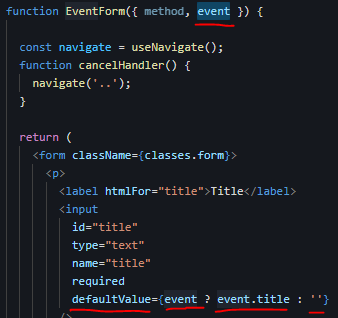 function EventForm({ method, event }) {
const navigate = useNavigate();
function cancelHandler() {
navigate('..');
}
return (
<form className={classes.form}>
<p>
<label htmlFor="title">Title</label>
<input
id="title"
type="text"
name="title"
required
defaultValue={event ? event.title : ''}
/>